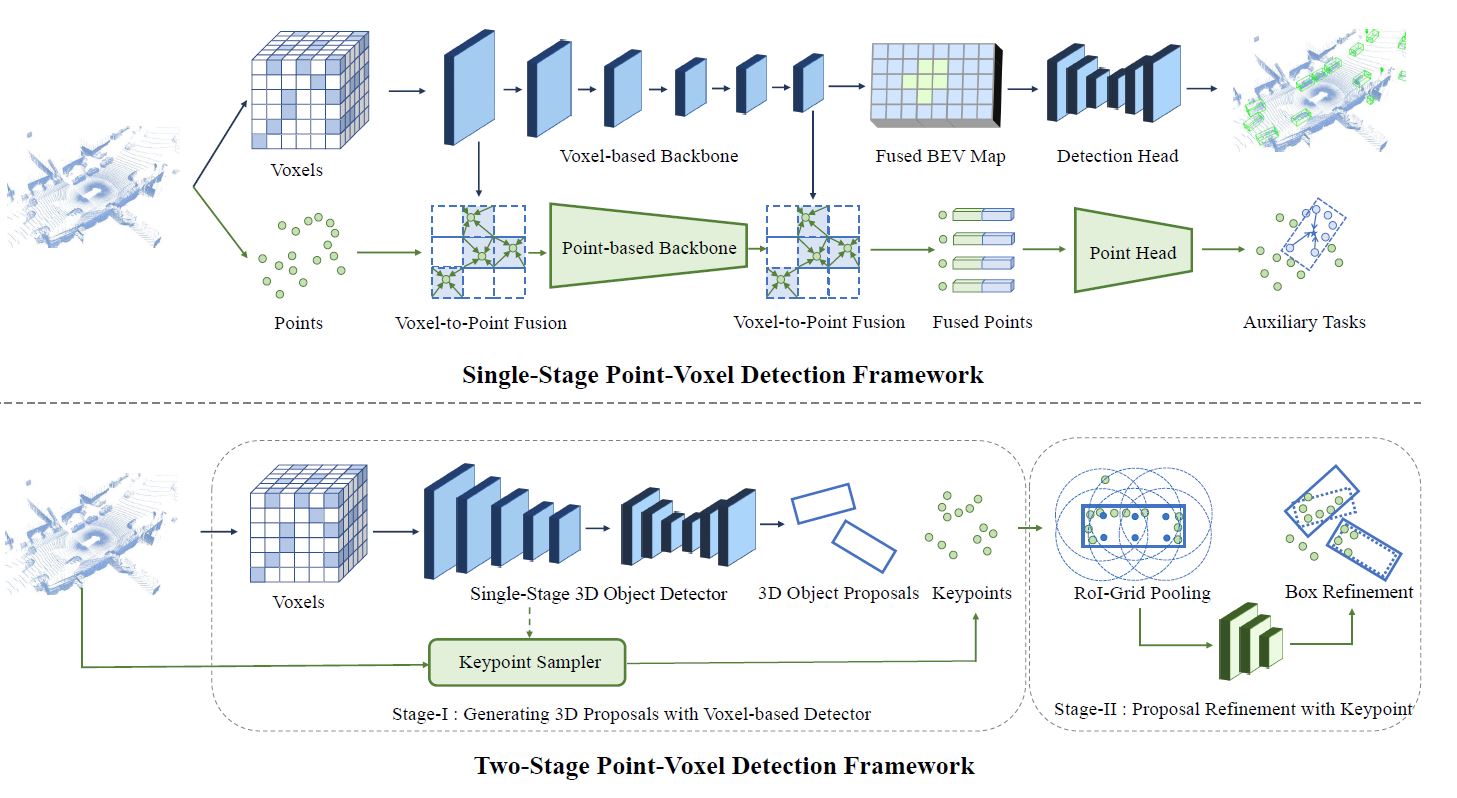 Voxels
Voxel-based Backbone
Fused BEV Map
Detection Head
Point-based Backbone
Point Head
Points
Voxel-to-Point Fusion
Voxel-to-Point Fusion
Fused Points
Auxiliary Tasks
Single-Stage Point-Voxel Detection Framework
Voxels
Single-Stage 3D Object Detector
3D Object Proposals
Keypoints
RoI-Grid Pooling
Box Refinement
Keypoint Sampler
Stage-I : Generating 3D Proposals with Voxel-based Detector
Stage-II : Proposal Refinement with Keypoint
Two-Stage Point-Voxel Detection Framework